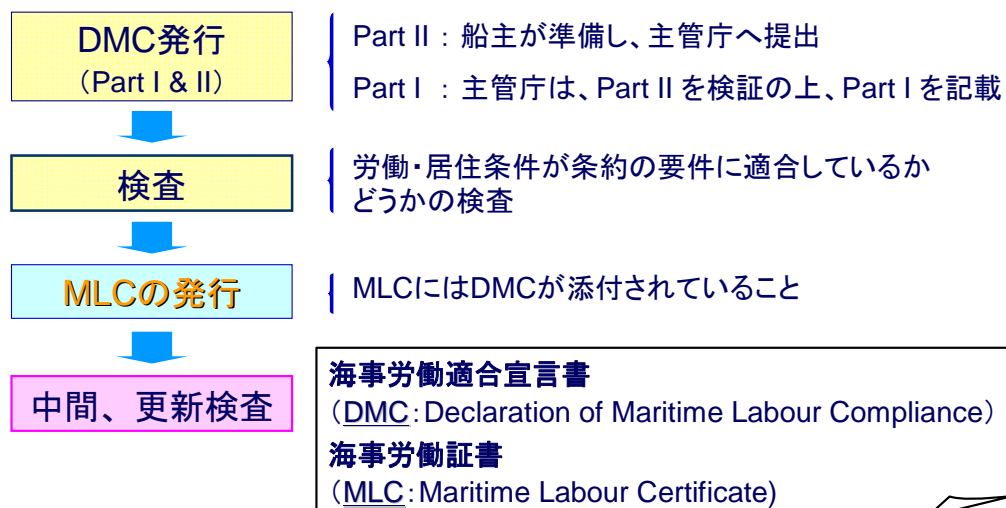 DMC発行
（Part I & II）
Part II : 船主が準備し、主管庁へ提出
Part I : 主管庁は、Part II を検証の上、Part I を記載
検査
労働・居住条件が条約の要件に適合しているか
どうかの検査
MLCの発行
MLCにはDMCが添付されていること
中間、更新検査
海事労働適合宣言書
（DMC：Declaration of Maritime Labour Compliance）
海事労働証書
（MLC：Maritime Labour Certificate)